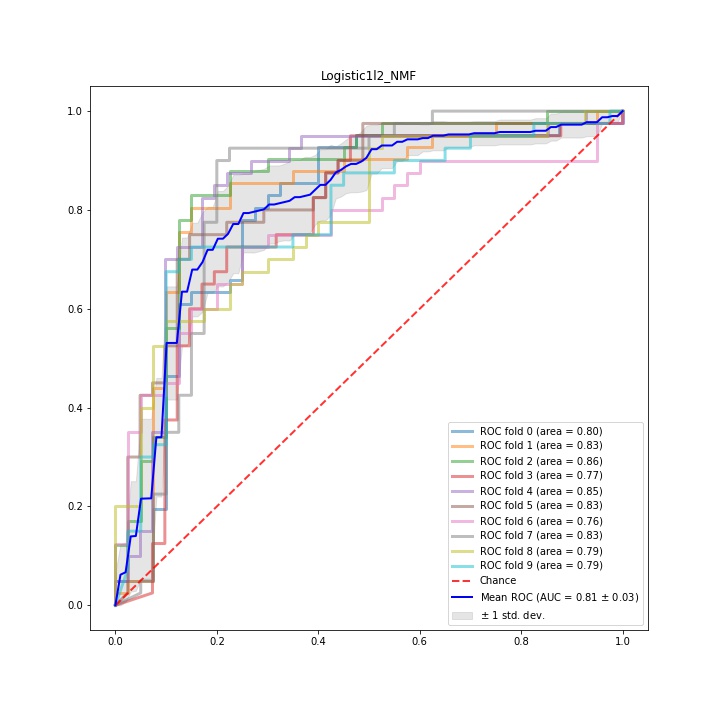 Logistic1l2_NMF
1.0
0.8
0.6
0.4
0.2
0.0
0.0 0.2 0.4 0.6 0.8 1.0
ROC fold 0 (area = 0.80)
ROC fold 1 (area = 0.83)
ROC fold 2 (area = 0.86)
ROC fold 3 (area = 0.77)
ROC fold 4 (area = 0.85)
ROC fold 5 (area = 0.83)
ROC fold 6 (area = 0.76)
ROC fold 7 (area = 0.83)
ROC fold 8 (area = 0.79)
ROC fold 9 (area = 0.79)
Chance
Mean ROC (AUC = 0.81 ± 0.03)
± 1 std. dev.